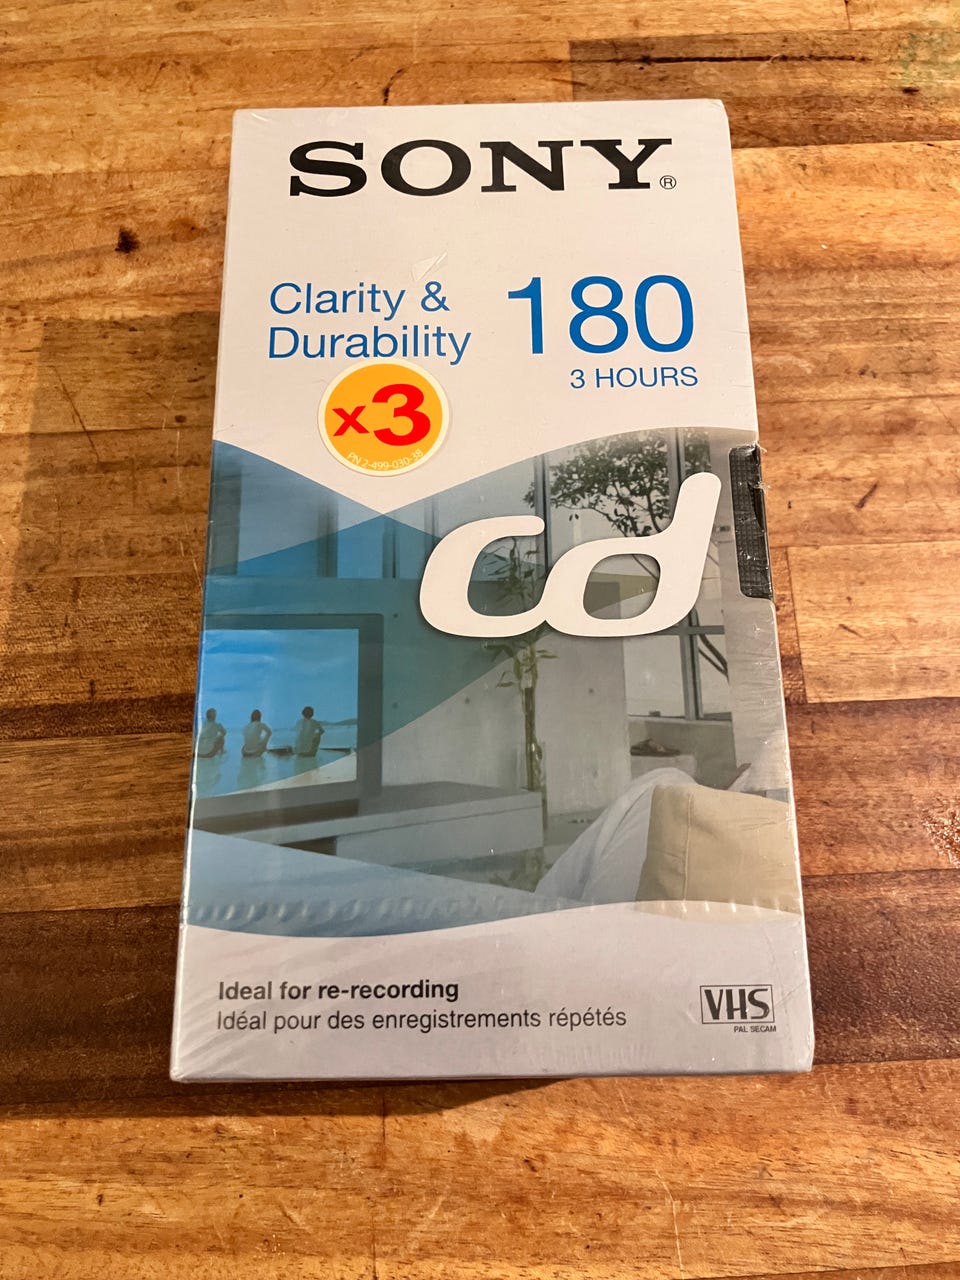 SONY®
Clarity &
Durability
180
3 HOURS
x3
PN 2-499-030-38
cd
Ideal for re-recording
Idéal pour des enregistrements répétés
VHS
PAL SECAM